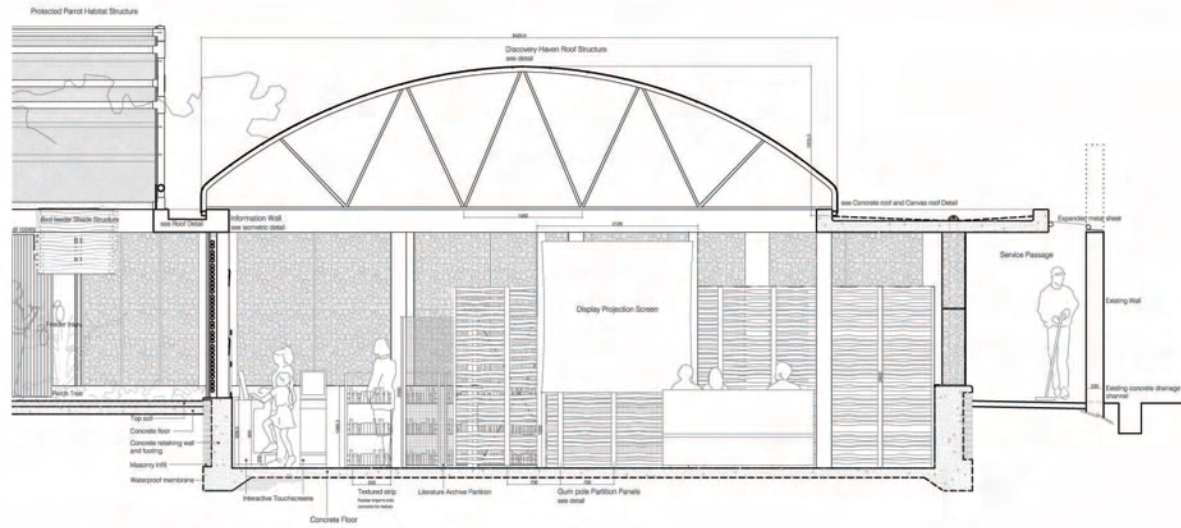 Protected Parrot Habitat Structure
Discovery Haven Roof Structure
see detail
see Concrete roof and Canvas roof Detail
Expanded metal sheet
Bird feeder Shade Structure
see Roof Detail
Information Wall
see isometric detail
Service Passage
Display Projection Screen
Existing Wall
Perch Tree
Existing concrete drainage
channel
Top soil
Concrete floor
Concrete retaining wall
and footing
Masonry Infill
Waterproof membrane
Interactive Touchscreens
Textured strip
Literature Archive Partition
Gum pole Partition Panels
see detail
Concrete Floor